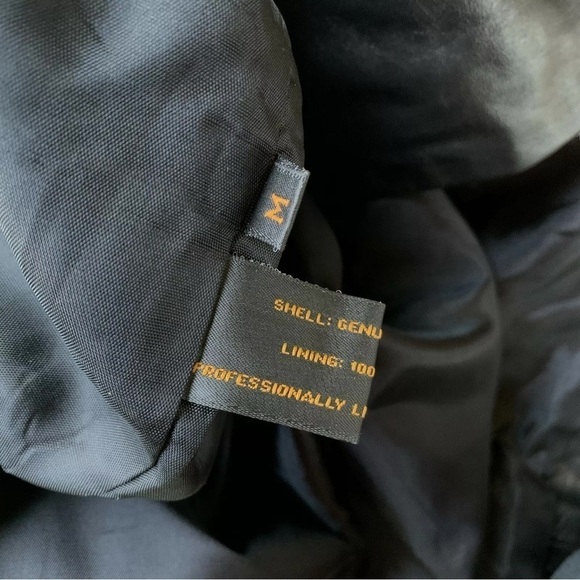 M
SHELL: GENU
LINING: 100
PROFESSIONALLY LI